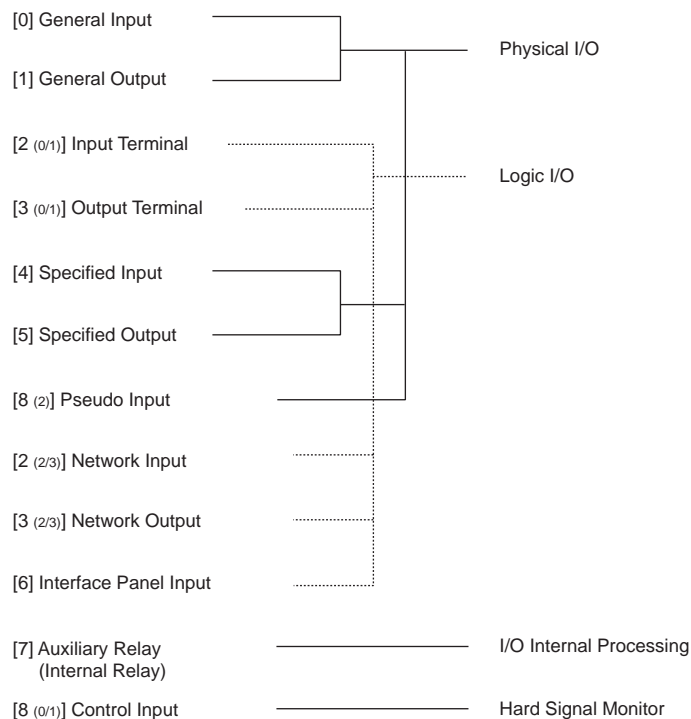 [0] General Input
Physical I/O
[1] General Output
[2 (0/1)] Input Terminal
Logic I/O
[3 (0/1)] Output Terminal
[4] Specified Input
[5] Specified Output
[8 (2)] Pseudo Input
[2 (2/3)] Network Input
[3 (2/3)] Network Output
[6] Interface Panel Input
[7] Auxiliary Relay
(Internal Relay)
I/O Internal Processing
[8 (0/1)] Control Input
Hard Signal Monitor